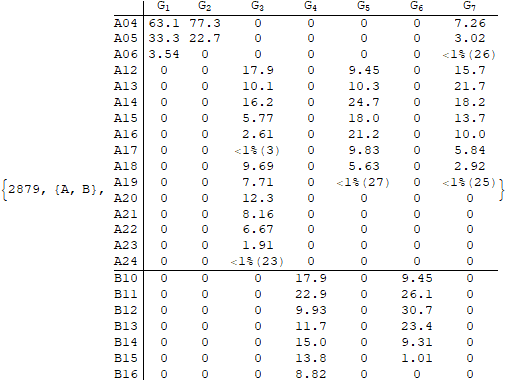 G₁ G₂ G₃ G₄ G₅ G₆ G₇
A04 63.1 77.3 0 0 0 0 7.26
A05 33.3 22.7 0 0 0 0 3.02
A06 3.54 0 0 0 0 0 <1%(26)
A12 0 0 17.9 0 9.45 0 15.7
A13 0 0 10.1 0 10.3 0 21.7
A14 0 0 16.2 0 24.7 0 18.2
A15 0 0 5.77 0 18.0 0 13.7
A16 0 0 2.61 0 21.2 0 10.0
A17 0 0 <1%(3) 0 9.83 0 5.84
A18 0 0 9.69 0 5.63 0 2.92
{2879, {A, B}, A19 0 0 7.71 0 <1%(27) 0 <1%(25) }
A20 0 0 12.3 0 0 0 0
A21 0 0 8.16 0 0 0 0
A22 0 0 6.67 0 0 0 0
A23 0 0 1.91 0 0 0 0
A24 0 0 <1%(23) 0 0 0 0
B10 0 0 0 17.9 0 9.45 0
B11 0 0 0 22.9 0 26.1 0
B12 0 0 0 9.93 0 30.7 0
B13 0 0 0 11.7 0 23.4 0
B14 0 0 0 15.0 0 9.31 0
B15 0 0 0 13.8 0 1.01 0
B16 0 0 0 8.82 0 0 0